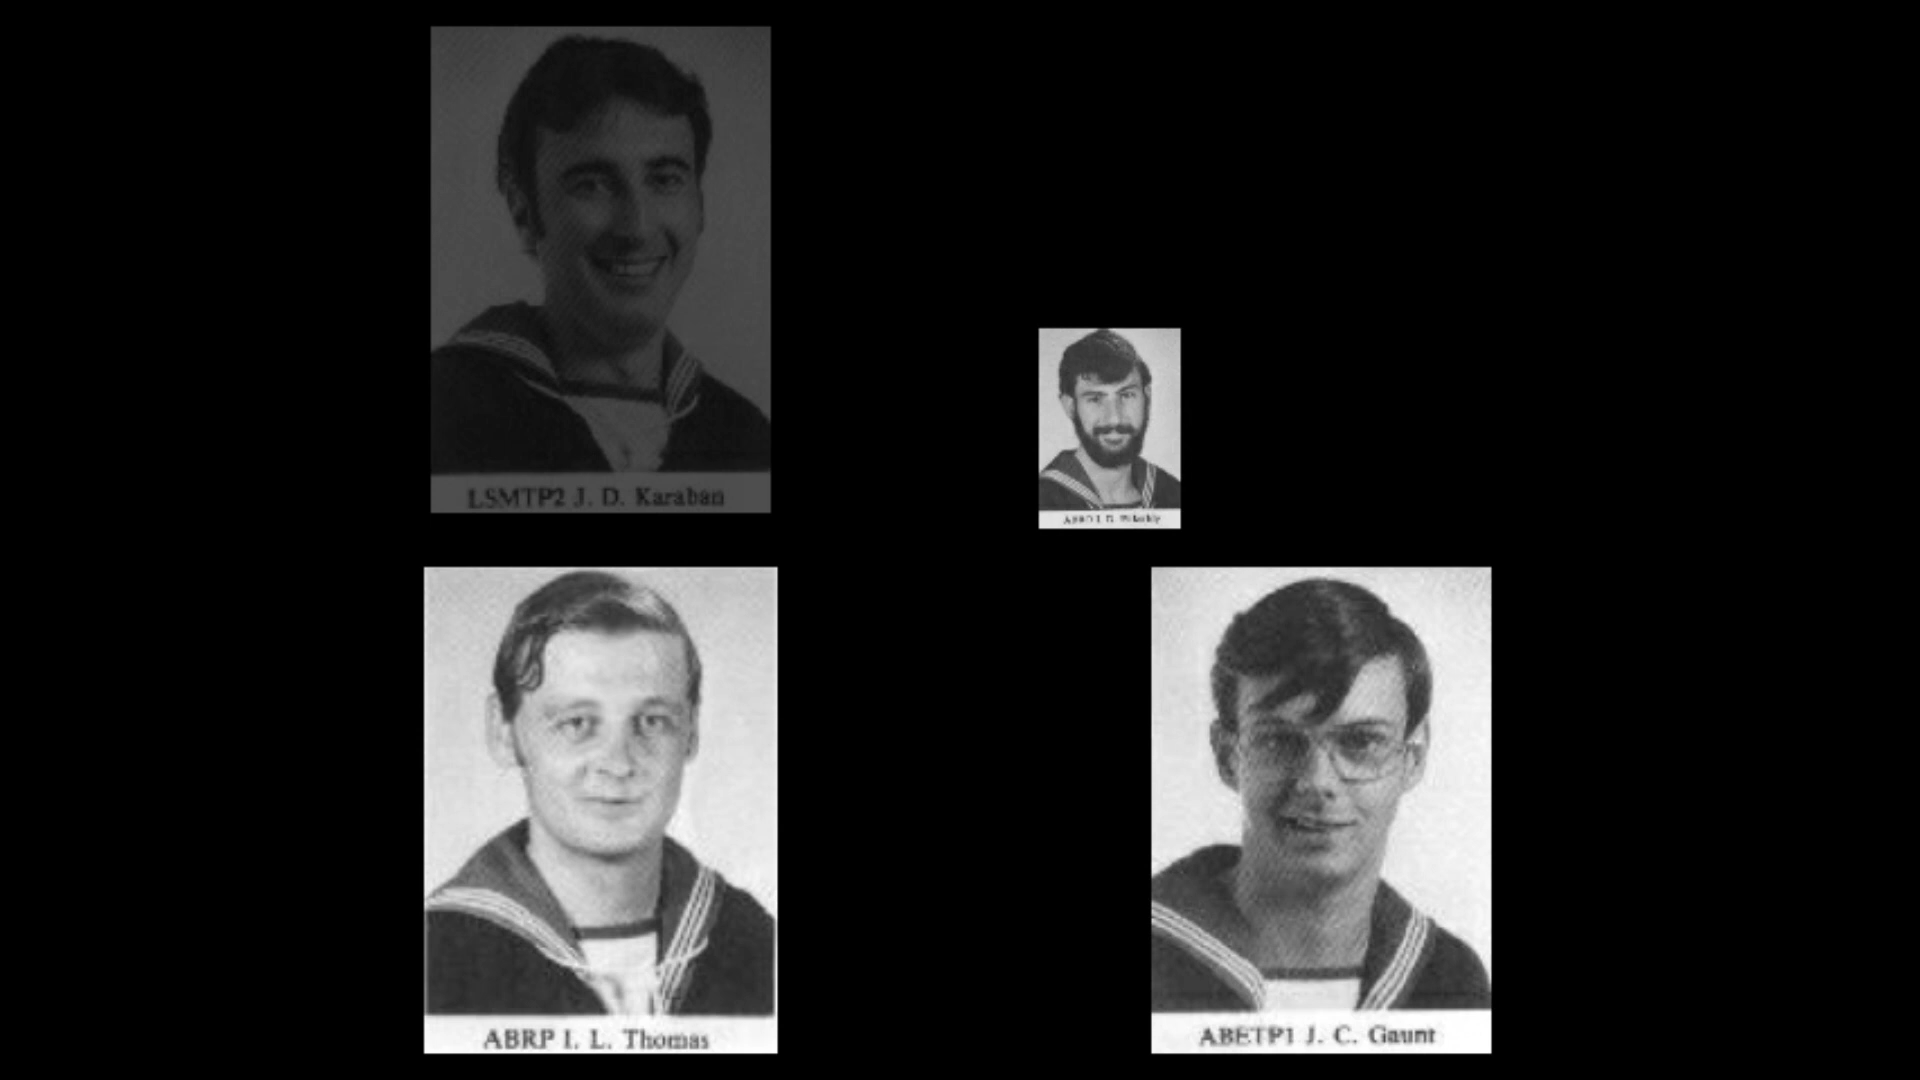 LSMTP2 J. D. Karaban
ABRP I. L. Thomas
ABETP1 J. C. Gaunt